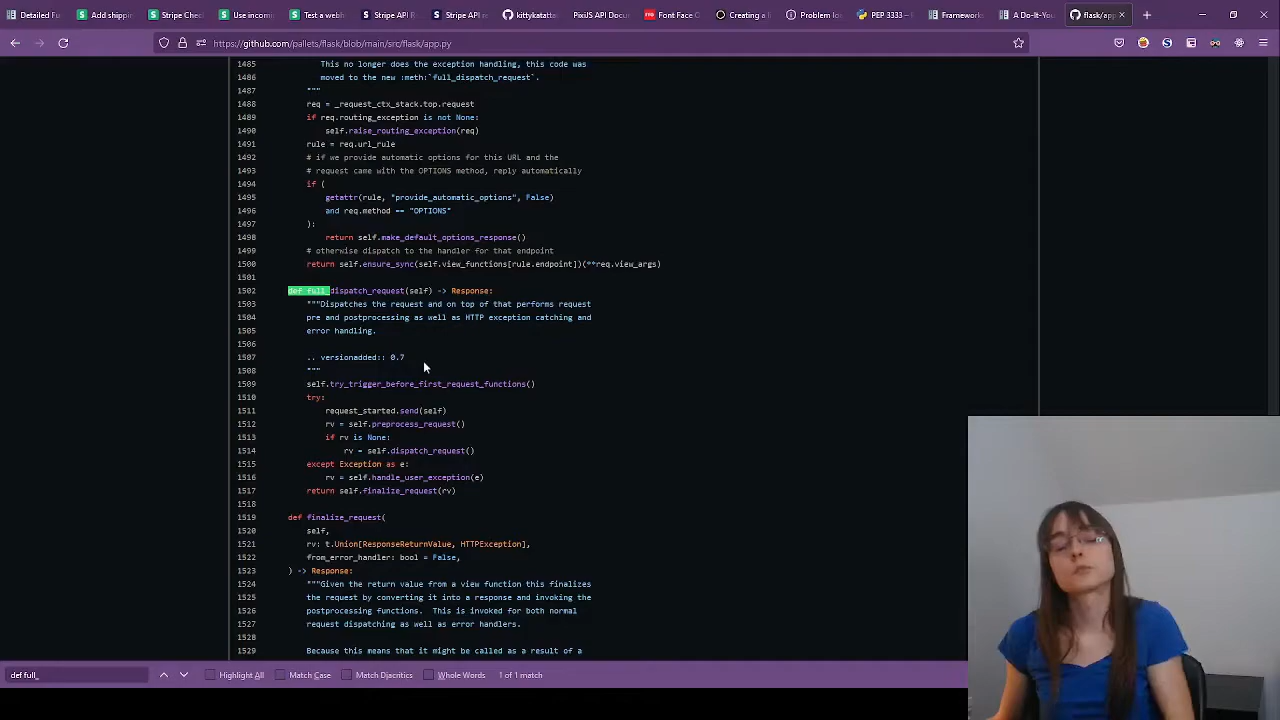 Detailed Fu
Add shippin
Stripe Chec
Use incom
Test a webh
Stripe API Re
Stripe API
kittykatatt
PixiJS API Docum
Font Face O
Creating a l
Problem loa
PEP 3333 –
Frameworks
A Do-It-You
flask/app
https://github.com/pallets/flask/blob/main/src/flask/app.py
1485 This no longer does the exception handling, this code was
1486 moved to the new :meth:`full_dispatch_request`.
1487 """
1488 req = _request_ctx_stack.top.request
1489 if req.routing_exception is not None:
1490 self.raise_routing_exception(req)
1491 rule = req.url_rule
1492 # if we provide automatic options for this URL and the
1493 # request came with the OPTIONS method, reply automatically
1494 if (
1495 getattr(rule, "provide_automatic_options", False)
1496 and req.method == "OPTIONS"
1497 ):
1498 return self.make_default_options_response()
1499 # otherwise dispatch to the handler for that endpoint
1500 return self.ensure_sync(self.view_functions[rule.endpoint])(**req.view_args)
1501
1502 def full_dispatch_request(self) -> Response:
1503 """Dispatches the request and on top of that performs request
1504 pre and postprocessing as well as HTTP exception catching and
1505 error handling.
1506
1507 .. versionadded:: 0.7
1508 """
1509 self.try_trigger_before_first_request_functions()
1510 try:
1511 request_started.send(self)
1512 rv = self.preprocess_request()
1513 if rv is None:
1514 rv = self.dispatch_request()
1515 except Exception as e:
1516 rv = self.handle_user_exception(e)
1517 return self.finalize_request(rv)
1518
1519 def finalize_request(
1520 self,
1521 rv: t.Union[ResponseReturnValue, HTTPException],
1522 from_error_handler: bool = False,
1523 ) -> Response:
1524 """Given the return value from a view function this finalizes
1525 the request by converting it into a response and invoking the
1526 postprocessing functions.  This is invoked for both normal
1527 request dispatching as well as error handlers.
1528
1529 Because this means that it might be called as a result of a
def full_
Highlight All
Match Case
Match Diacritics
Whole Words
1 of 1 match